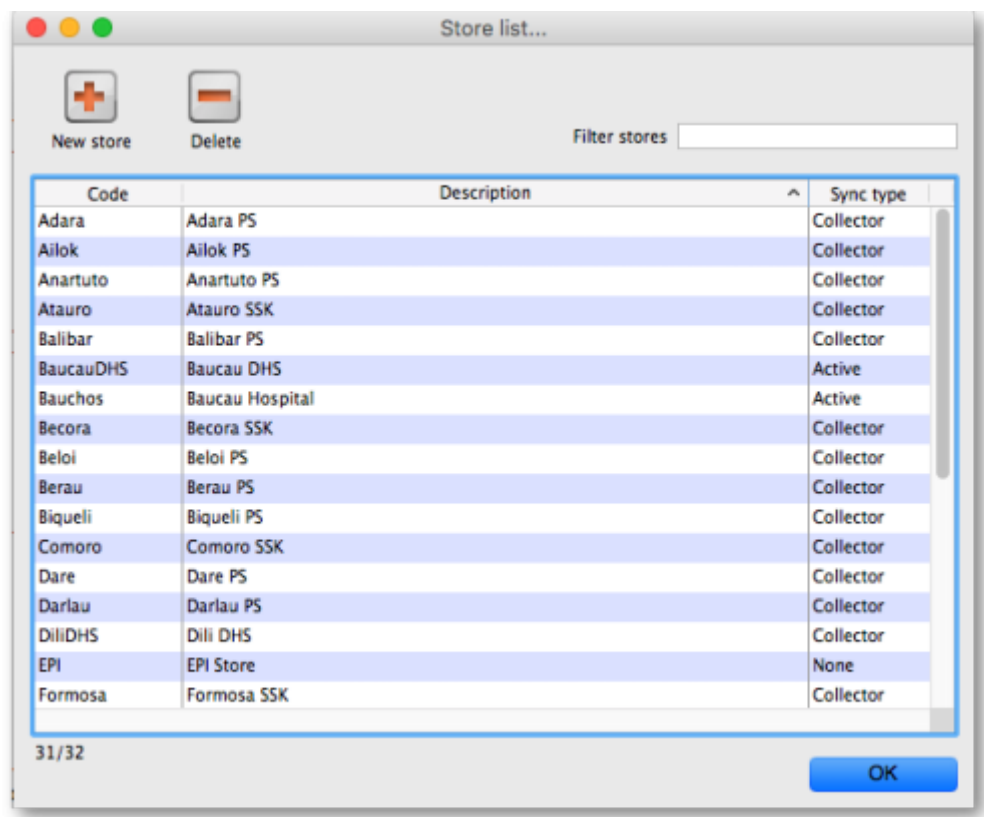 Store list...
New store Delete Filter stores
Code Description Sync type
Adara Adara PS Collector
Ailok Ailok PS Collector
Anartuto Anartuto PS Collector
Atauro Atauro SSK Collector
Balibar Balibar PS Collector
BaucauDHS Baucau DHS Active
Bauchos Baucau Hospital Active
Becora Becora SSK Collector
Beloi Beloi PS Collector
Berau Berau PS Collector
Biqueli Biqueli PS Collector
Comoro Comoro SSK Collector
Dare Dare PS Collector
Darlau Darlau PS Collector
DiliDHS Dili DHS Collector
EPI EPI Store None
Formosa Formosa SSK Collector
31/32
OK